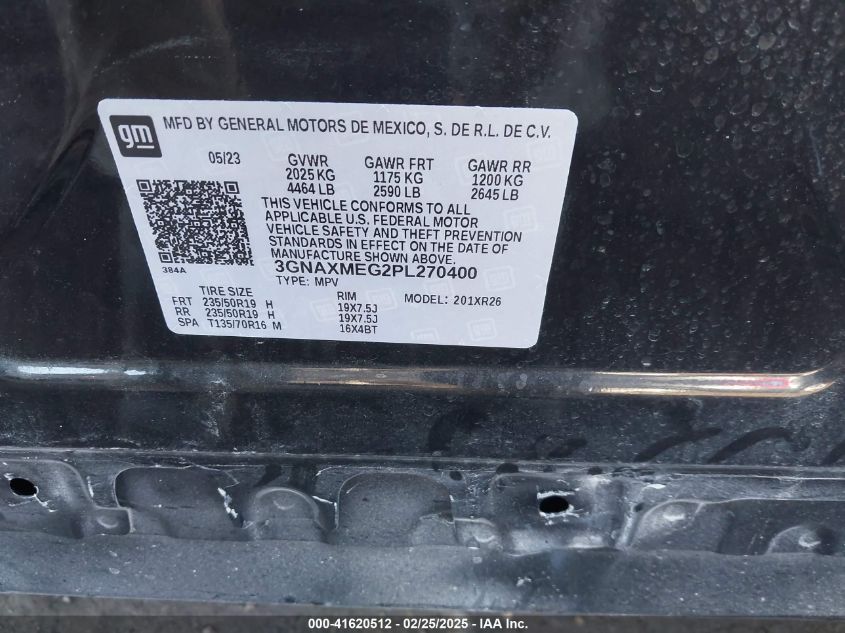 gm
MFD BY GENERAL MOTORS DE MEXICO, S. DE R.L. DE C.V.
05/23 GVWR GAWR FRT GAWR RR
2025 KG 1175 KG 1200 KG
4464 LB 2590 LB 2645 LB
THIS VEHICLE CONFORMS TO ALL
APPLICABLE U.S. FEDERAL MOTOR
VEHICLE SAFETY AND THEFT PREVENTION
STANDARDS IN EFFECT ON THE DATE OF
MANUFACTURE SHOWN ABOVE.
384A
3GNAXMEG2PL270400
TYPE: MPV
TIRE SIZE RIM MODEL: 201XR26
FRT 235/50R19 H 19X7.5J
RR 235/50R19 H 19X7.5J
SPA T135/70R16 M 16X4BT
000-41620512 - 02/25/2025 - IAAI.com